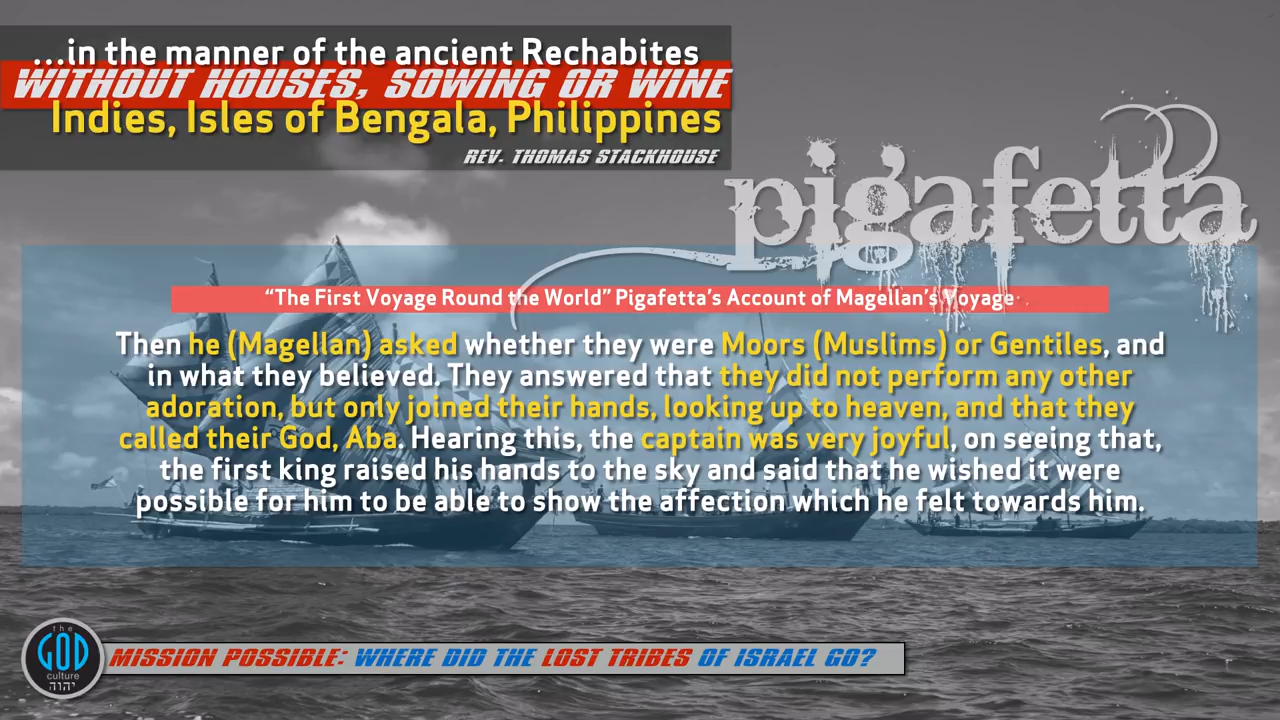 ...in the manner of the ancient Rechabites
WITHOUT HOUSES, SOWING OR WINE
Indies, Isles of Bengala, Philippines
REV. THOMAS STACKHOUSE
pigafetta
“The First Voyage Round the World” Pigafetta’s Account of Magellan’s Voyage
Then he (Magellan) asked whether they were Moors (Muslims) or Gentiles, and
in what they believed. They answered that they did not perform any other
adoration, but only joined their hands, looking up to heaven, and that they
called their God, Aba. Hearing this, the captain was very joyful, on seeing that,
the first king raised his hands to the sky and said that he wished it were
possible for him to be able to show the affection which he felt towards him.
the
GOD
culture
יהוה
MISSION POSSIBLE: WHERE DID THE LOST TRIBES OF ISRAEL GO?